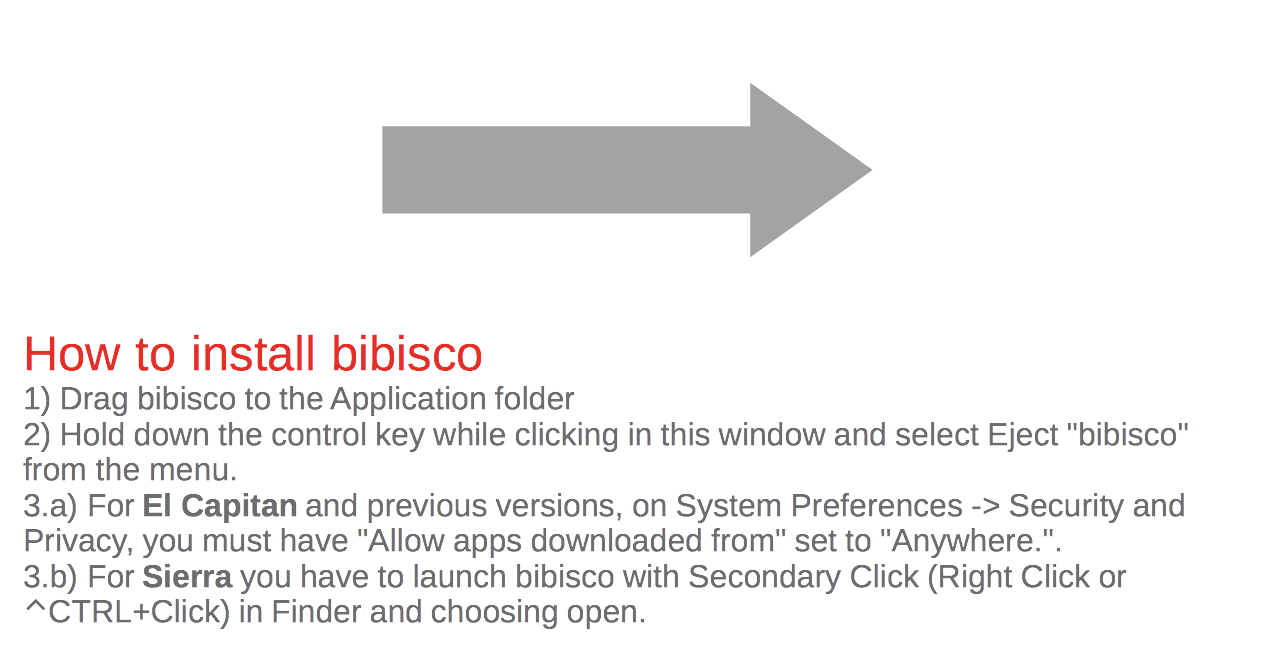 How to install bibisco
1) Drag bibisco to the Application folder
2) Hold down the control key while clicking in this window and select Eject "bibisco"
from the menu.
3.a) For El Capitan and previous versions, on System Preferences -> Security and
Privacy, you must have "Allow apps downloaded from" set to "Anywhere.".
3.b) For Sierra you have to launch bibisco with Secondary Click (Right Click or
^CTRL+Click) in Finder and choosing open.